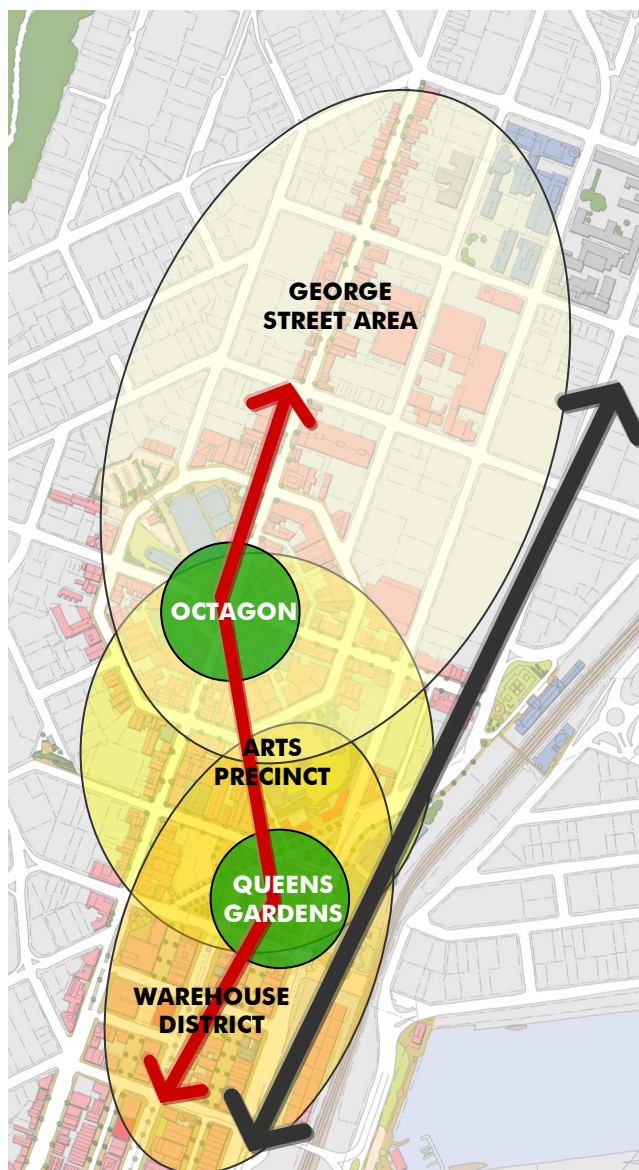 GEORGE
STREET AREA
OCTAGON
ARTS
PRECINCT
QUEENS
GARDENS
WAREHOUSE
DISTRICT